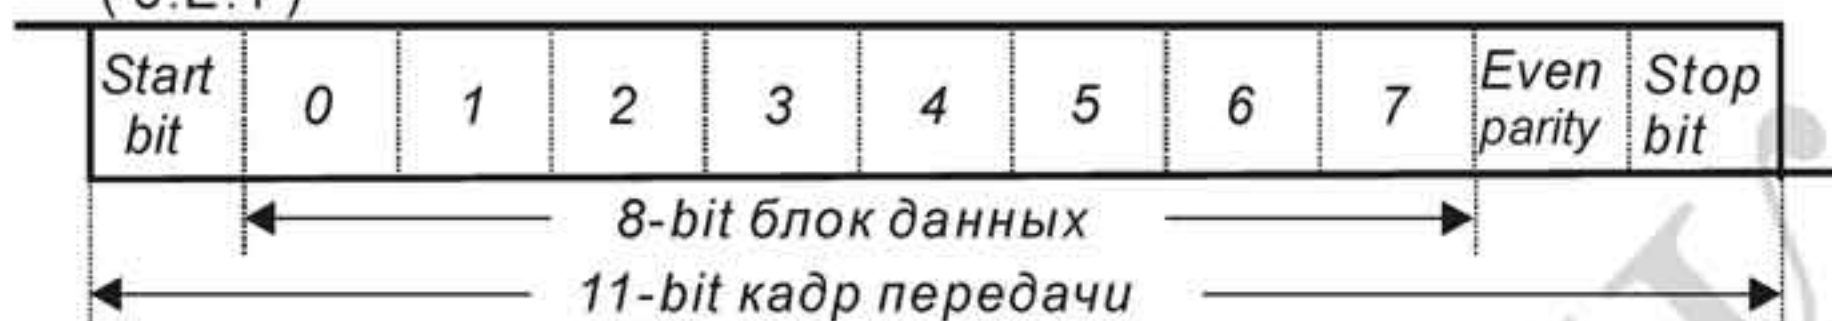 Start bit 0 1 2 3 4 5 6 7 Even parity Stop bit
8-bit блок данных
11-bit кадр передачи